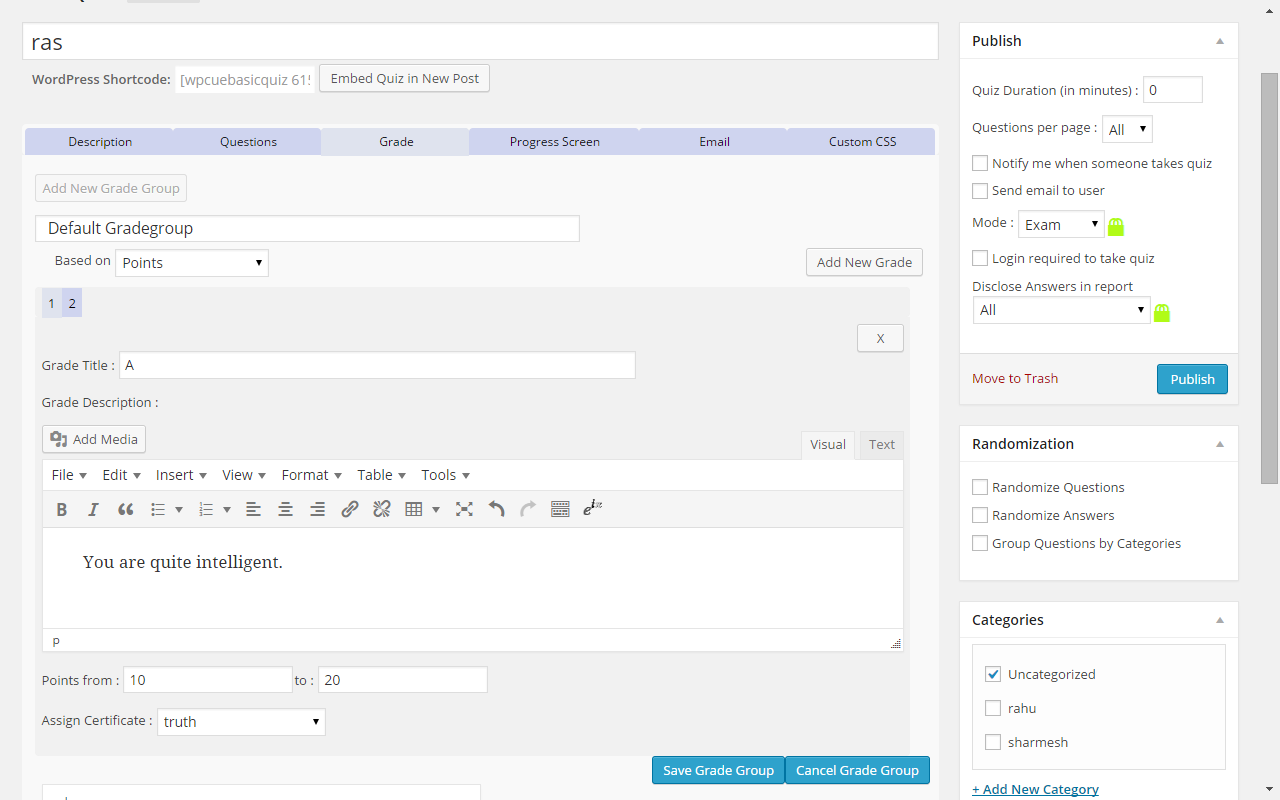 ras
WordPress Shortcode: [wpcuebasicquiz 615 Embed Quiz in New Post
Description Questions Grade Progress Screen Email Custom CSS
Add New Grade Group
Default Gradegroup
Based on Points Add New Grade
1 2
X
Grade Title : A
Grade Description :
Add Media Visual Text
File Edit Insert View Format Table Tools
You are quite intelligent.
p
Points from : 10 to : 20
Assign Certificate : truth
Save Grade Group Cancel Grade Group
Publish
Quiz Duration (in minutes) : 0
Questions per page : All
Notify me when someone takes quiz
Send email to user
Mode : Exam
Login required to take quiz
Disclose Answers in report
All
Move to Trash Publish
Randomization
Randomize Questions
Randomize Answers
Group Questions by Categories
Categories
Uncategorized
rahu
sharmesh
+ Add New Category